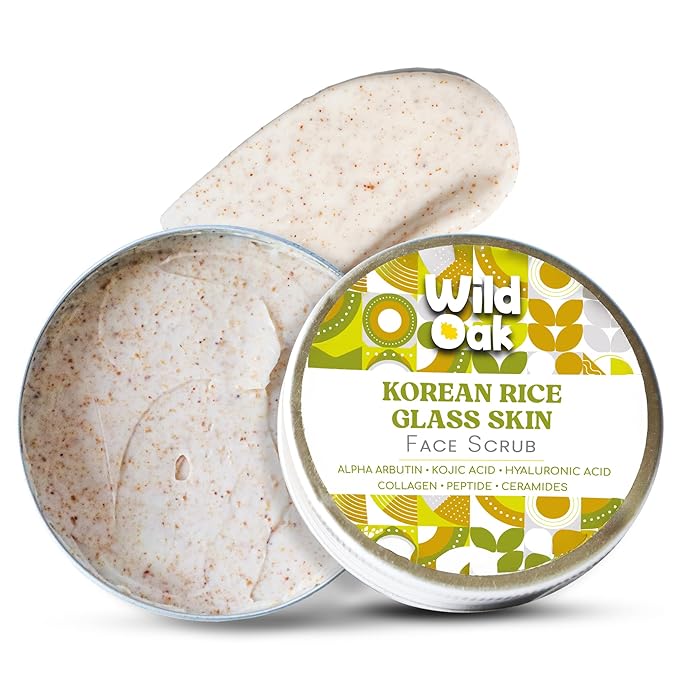 Wild
Oak
KOREAN RICE
GLASS SKIN
FACE SCRUB
ALPHA ARBUTIN • KOJIC ACID • HYALURONIC ACID
COLLAGEN • PEPTIDE • CERAMIDES